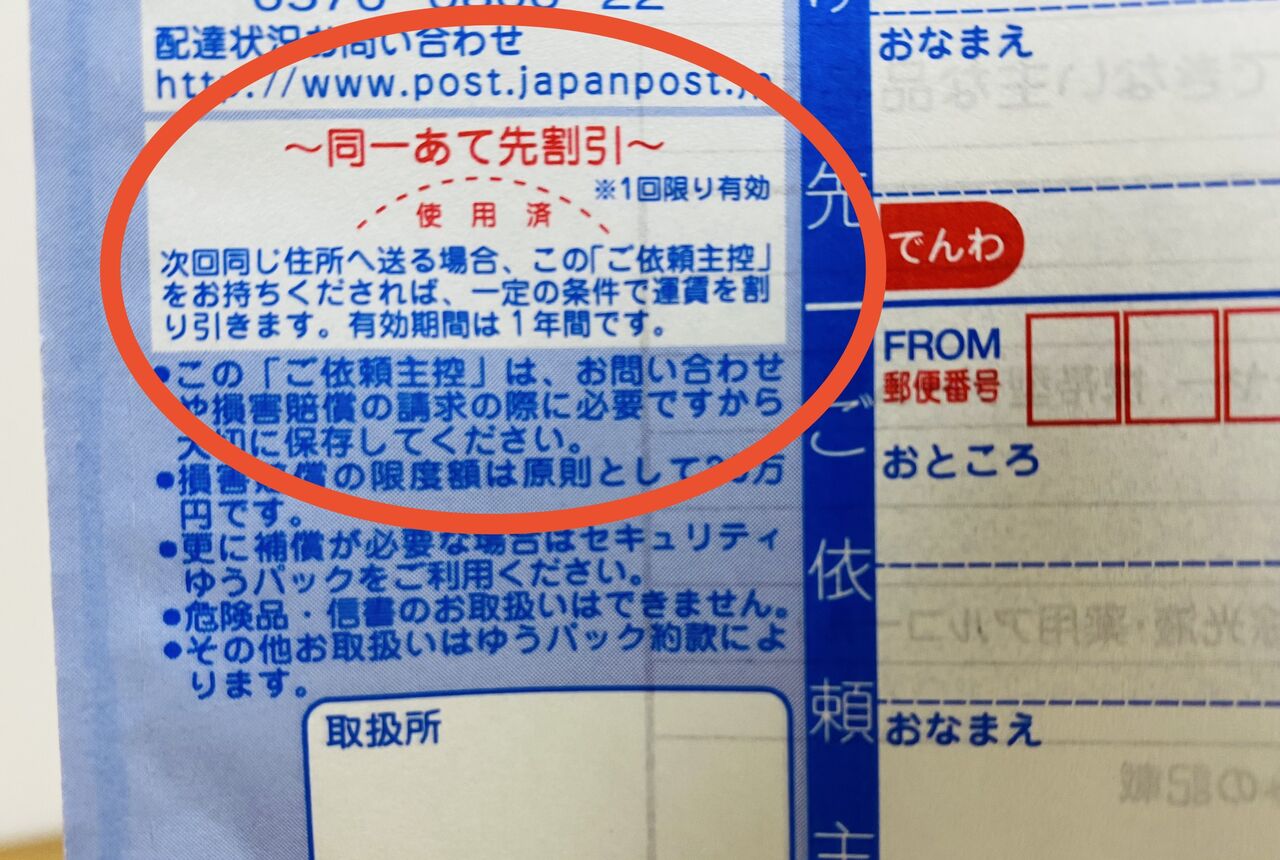 配達状況お問い合わせ
http://www.post.japanpost.jp
～同一あて先割引～
※1回限り有効
使用済
次回同じ住所へ送る場合、この「ご依頼主控」
をお持ちくだされば、一定の条件で運賃を割
り引きます。有効期間は1年間です。
●この「ご依頼主控」は、お問い合わせ
や損害賠償の請求の際に必要ですから
大切に保存してください。
●損害賠償の限度額は原則として30万
円です。
●更に補償が必要な場合はセキュリティ
ゆうパックをご利用ください。
●危険品・信書のお取扱いはできません。
●その他お取扱いはゆうパック約款によ
ります。
取扱所
先
ご依頼主
おなまえ
でんわ
FROM
郵便番号
おところ
おなまえ